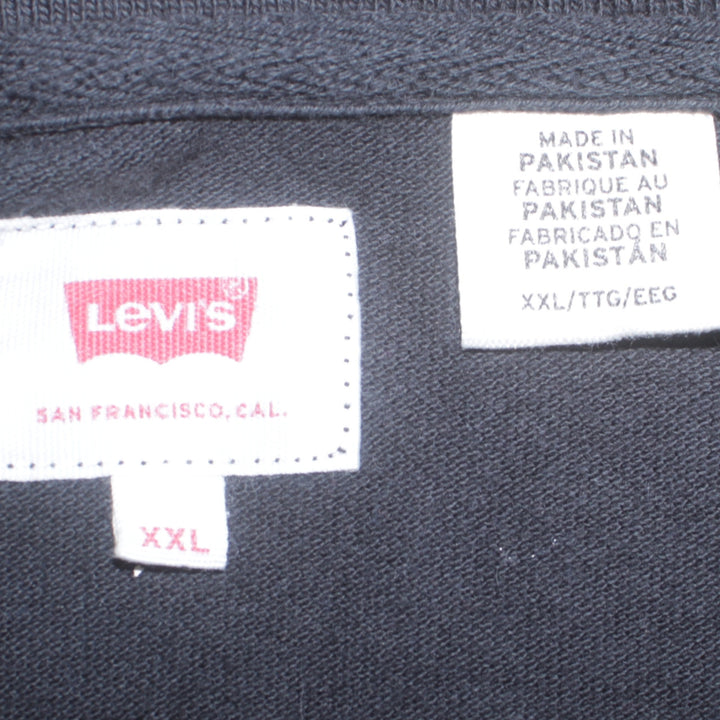 Levi's®
SAN FRANCISCO, CAL.
XXL
MADE IN
PAKISTAN
FABRIQUE AU
PAKISTAN
FABRICADO EN
PAKISTÁN
XXL/TTG/EEG